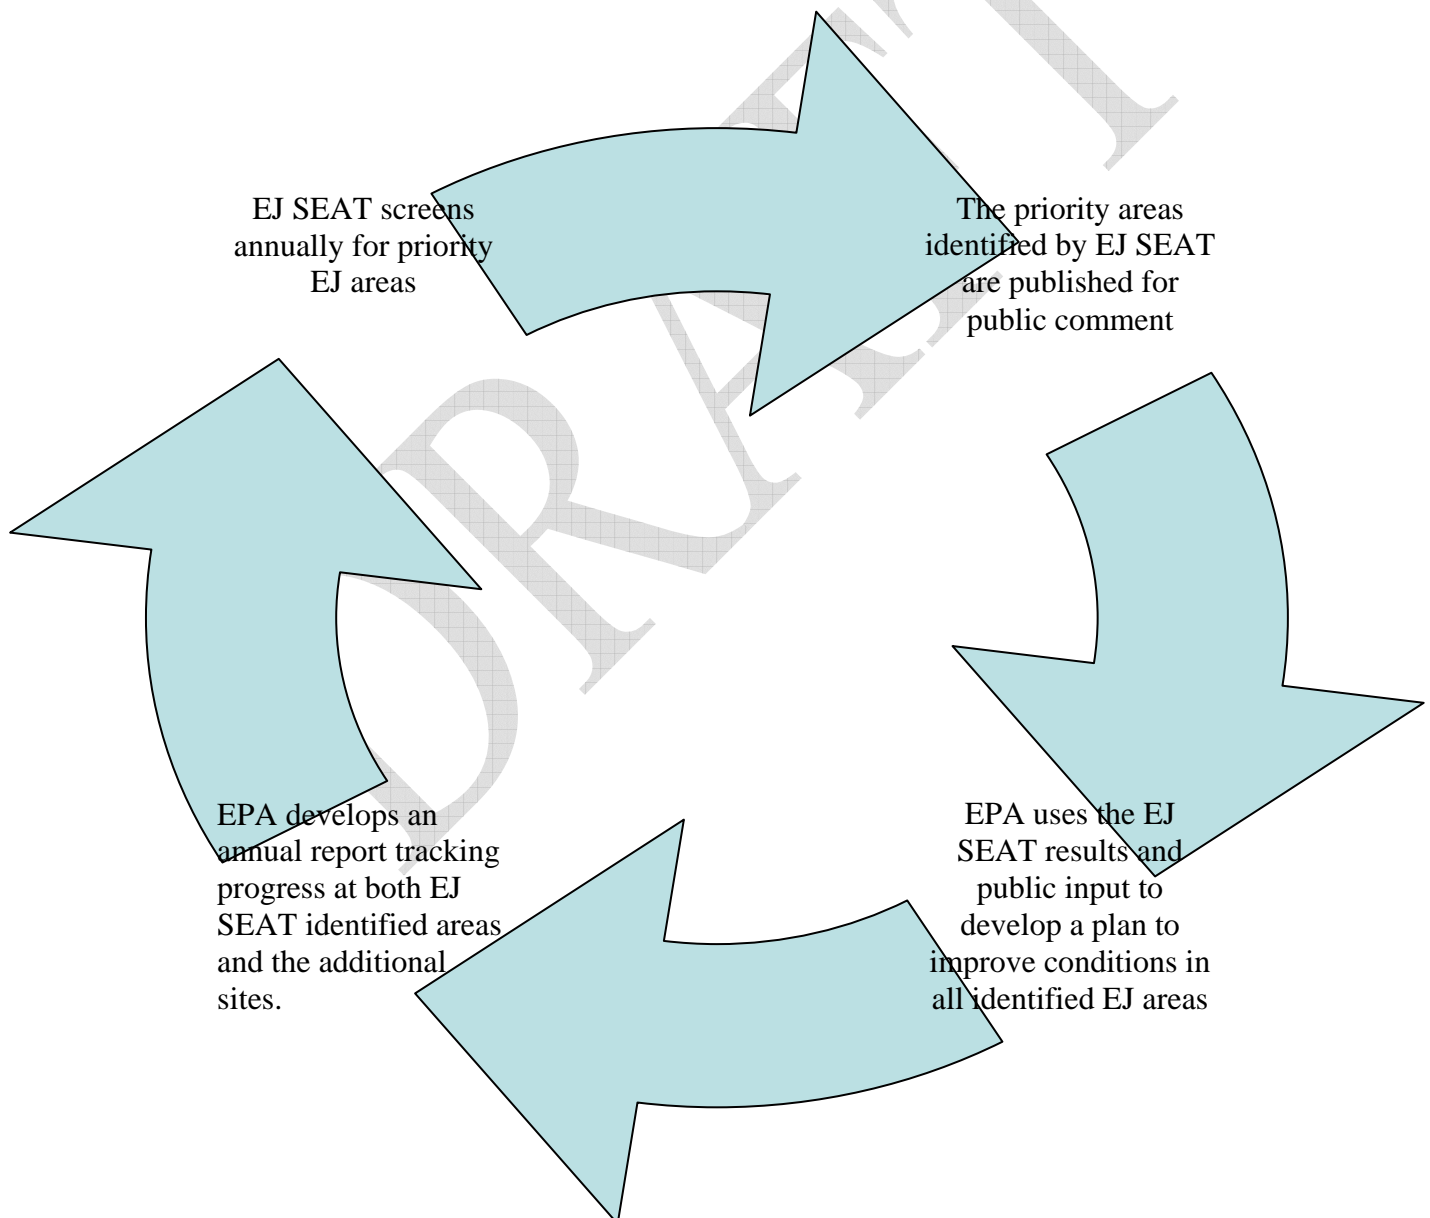 EJ SEAT screens
annually for priority
EJ areas
The priority areas
identified by EJ SEAT
are published for
public comment
EPA uses the EJ
SEAT results and
public input to
develop a plan to
improve conditions in
all identified EJ areas
EPA develops an
annual report tracking
progress at both EJ
SEAT identified areas
and the additional
sites.
DRAFT